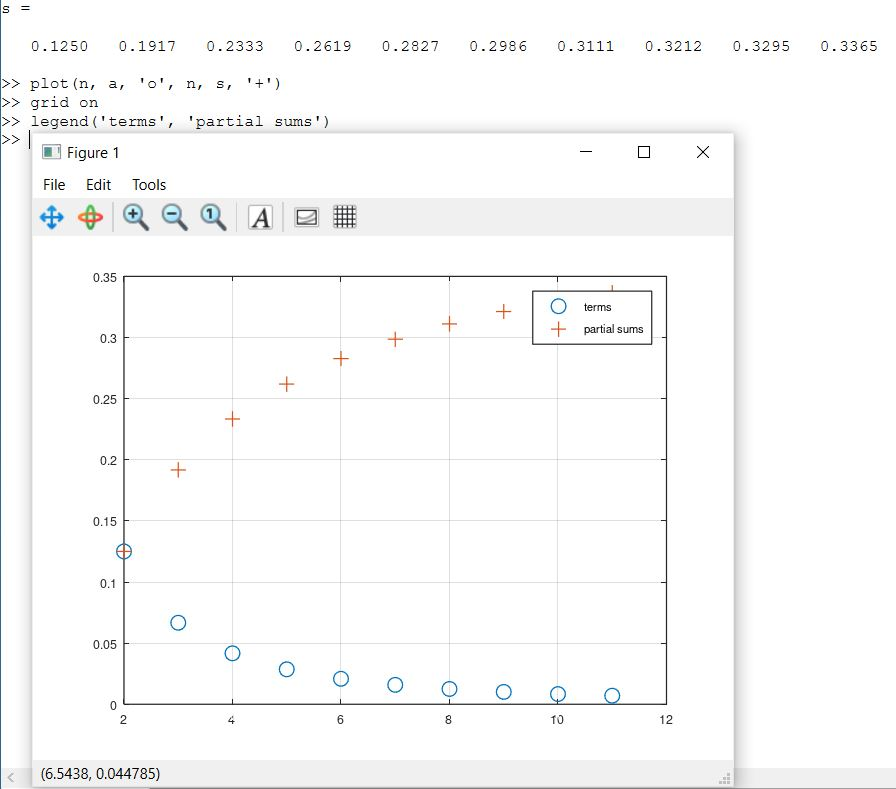 s =
0.1250 0.1917 0.2333 0.2619 0.2827 0.2986 0.3111 0.3212 0.3295 0.3365
>> plot(n, a, 'o', n, s, '+')
>> grid on
>> legend('terms', 'partial sums')
>>
Figure 1
File Edit Tools
1 A
0.35
terms
partial sums
0.3
0.25
0.2
0.15
0.1
0.05
0
2 4 6 8 10 12
(6.5438, 0.044785)